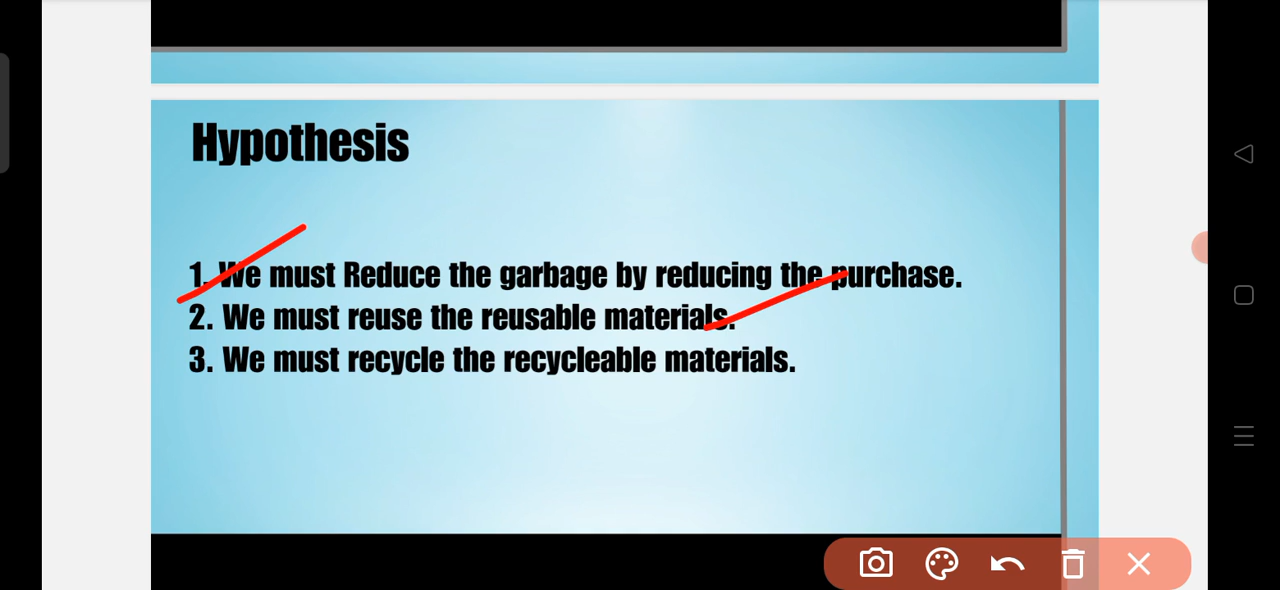 Hypothesis
1. We must Reduce the garbage by reducing the purchase.
2. We must reuse the reusable materials.
3. We must recycle the recycleable materials.